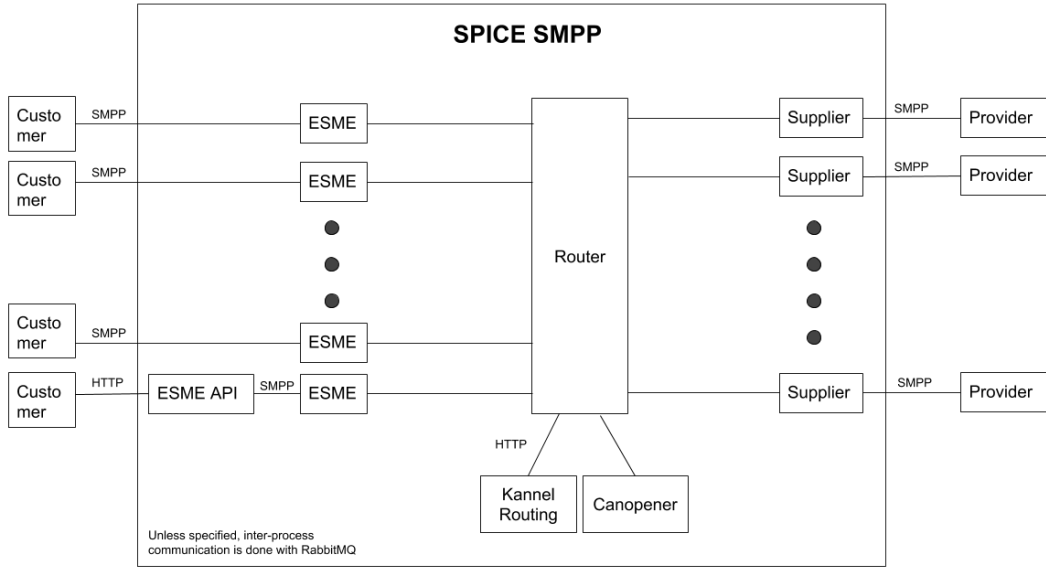 SPICE SMPP
Custo
mer
SMPP
ESME
Supplier
SMPP
Provider
Custo
mer
SMPP
ESME
Supplier
SMPP
Provider
Router
Custo
mer
SMPP
ESME
Custo
mer
HTTP
ESME API
SMPP
ESME
Supplier
SMPP
Provider
HTTP
Kannel
Routing
Canopener
Unless specified, inter-process
communication is done with RabbitMQ